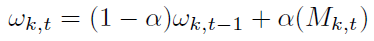 ω_{k,t} = (1 − α)ω_{k,t−1} + α(M_{k,t})